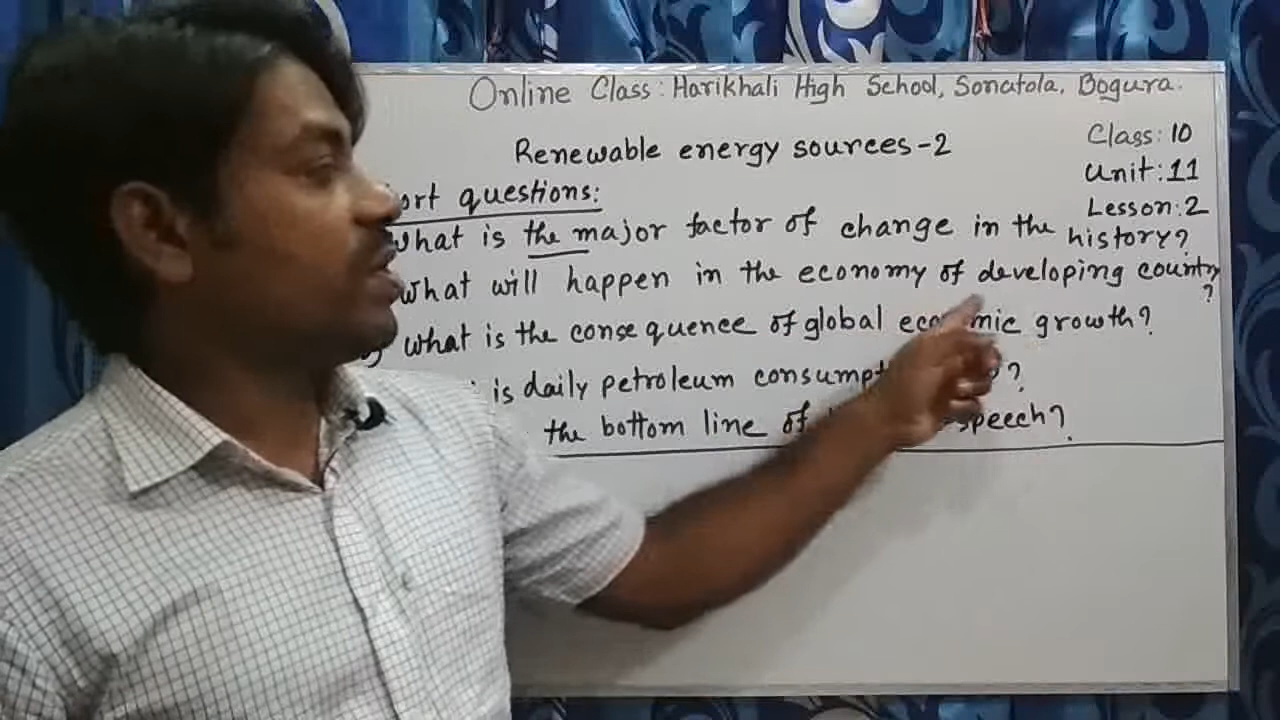 Online Class: Harikhali High School, Sonatola, Bogura.
Renewable energy sources-2
Class: 10
Unit: 11
Lesson: 2
questions:
what is the major factor of change in the history?
what will happen in the economy of developing country?
what is the consequence of global economic growth?
is daily petroleum consumpt ?
the bottom line of speech?